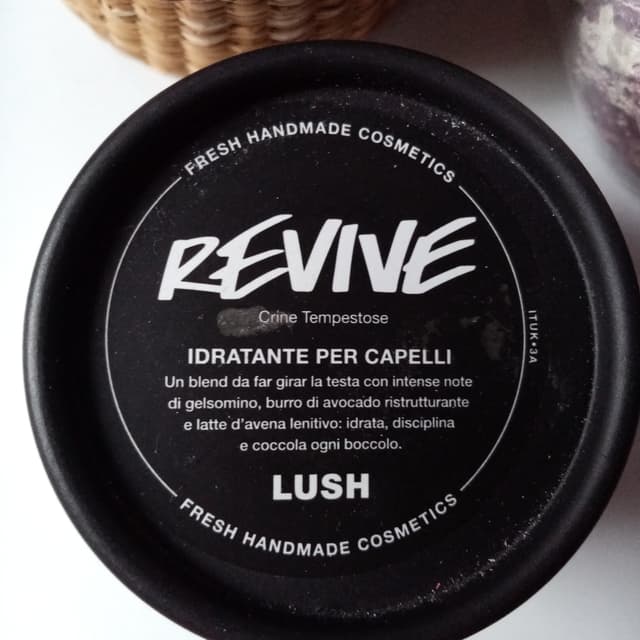 FRESH HANDMADE COSMETICS
REVIVE
Crine Tempestose
IDRATANTE PER CAPELLI
Un blend da far girar la testa con intense note
di gelsomino, burro di avocado ristrutturante
e latte d'avena lenitivo: idrata, disciplina
e coccola ogni boccolo.
LUSH
FRESH HANDMADE COSMETICS
ITUK•3A